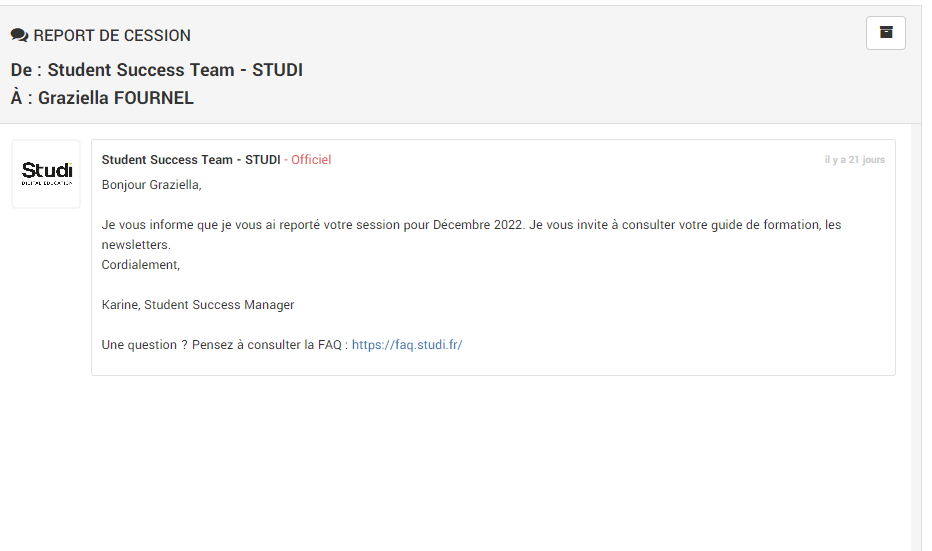 REPORT DE CESSION
De : Student Success Team - STUDI
À : Graziella FOURNEL
Studi
DIGITAL EDUCATION
Student Success Team - STUDI - Officiel
il y a 21 jours
Bonjour Graziella,
Je vous informe que je vous ai reporté votre session pour Décembre 2022. Je vous invite à consulter votre guide de formation, les
newsletters.
Cordialement,
Karine, Student Success Manager
Une question ? Pensez à consulter la FAQ : https://faq.studi.fr/